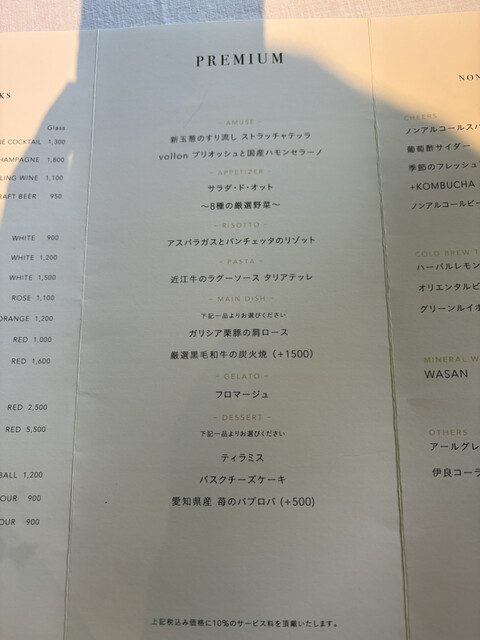 KS
Glass
COCKTAIL 1,300
HAMPAGNE 1,800
LING WINE 1,100
RAFT BEER 950
WHITE 900
WHITE 1,200
WHITE 1,500
ROSE 1,100
ORANGE 1,200
RED 1,000
RED 1,600
RED 2,500
RED 5,500
BALL 1,200
OUR 900
OUR 900
PREMIUM
- AMUSE -
新玉葱のすり流し ストラッチャテッラ
vollon ブリオッシュと国産ハモンセラーノ
- APPETIZER -
サラダ・ド・オット
〜8種の厳選野菜〜
- RISOTTO -
アスパラガスとパンチェッタのリゾット
- PASTA -
近江牛のラグーソース タリアテッレ
- MAIN DISH -
下記一品よりお選びください
ガリシア栗豚の肩ロース
厳選黒毛和牛の炭火焼 (+1500)
- GELATO -
フロマージュ
- DESSERT -
下記一品よりお選びください
ティラミス
バスクチーズケーキ
愛知県産 苺のパブロバ (+500)
上記税込み価格に10%のサービス料を頂戴いたします。
NON
CHEERS
ノンアルコールスパ
葡萄酢サイダー
季節のフレッシュ
+KOMBUCHA
ノンアルコールビー
COLD BREW T
ハーバルレモン
オリエンタルビ
グリーンルイボ
MINERAL W
WASAN
OTHERS
アールグレ
伊良コーラ